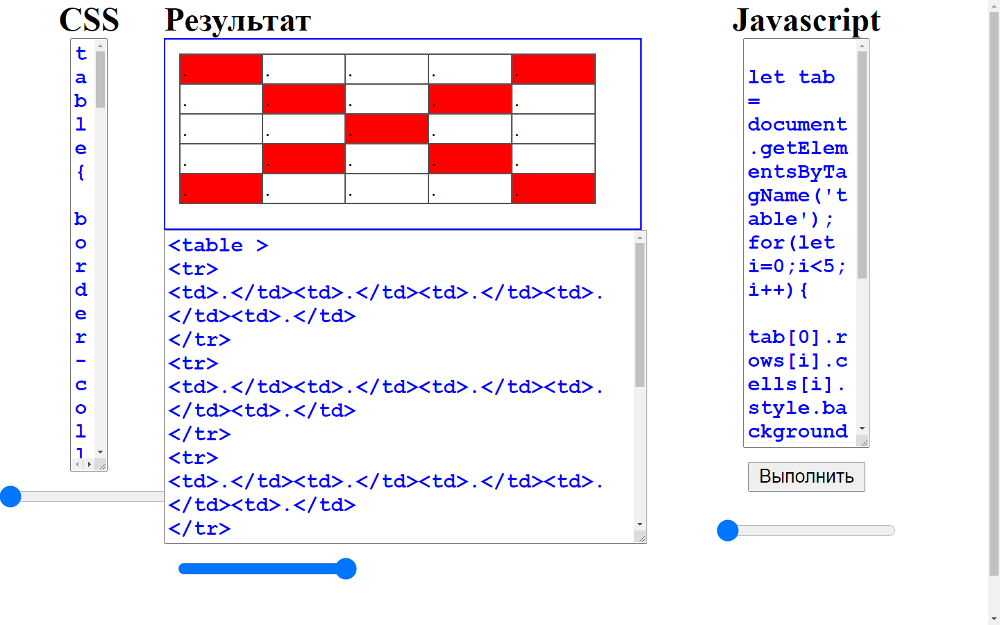 CSS
t
a
b
l
e
{
b
o
r
d
e
r
-
c
o
l
l
Результат
. . . . .
. . . . .
. . . . .
. . . . .
. . . . .
<table >
<tr>
<td>.</td><td>.</td><td>.</td><td>.
</td><td>.</td>
</tr>
<tr>
<td>.</td><td>.</td><td>.</td><td>.
</td><td>.</td>
</tr>
<tr>
<td>.</td><td>.</td><td>.</td><td>.
</td><td>.</td>
</tr>
Javascript
let tab
=
document
.getElem
entsByTa
gName('t
able');
for(let
i=0;i<5;
i++){
tab[0].r
ows[i].c
ells[i].
style.ba
ckground
Выполнить